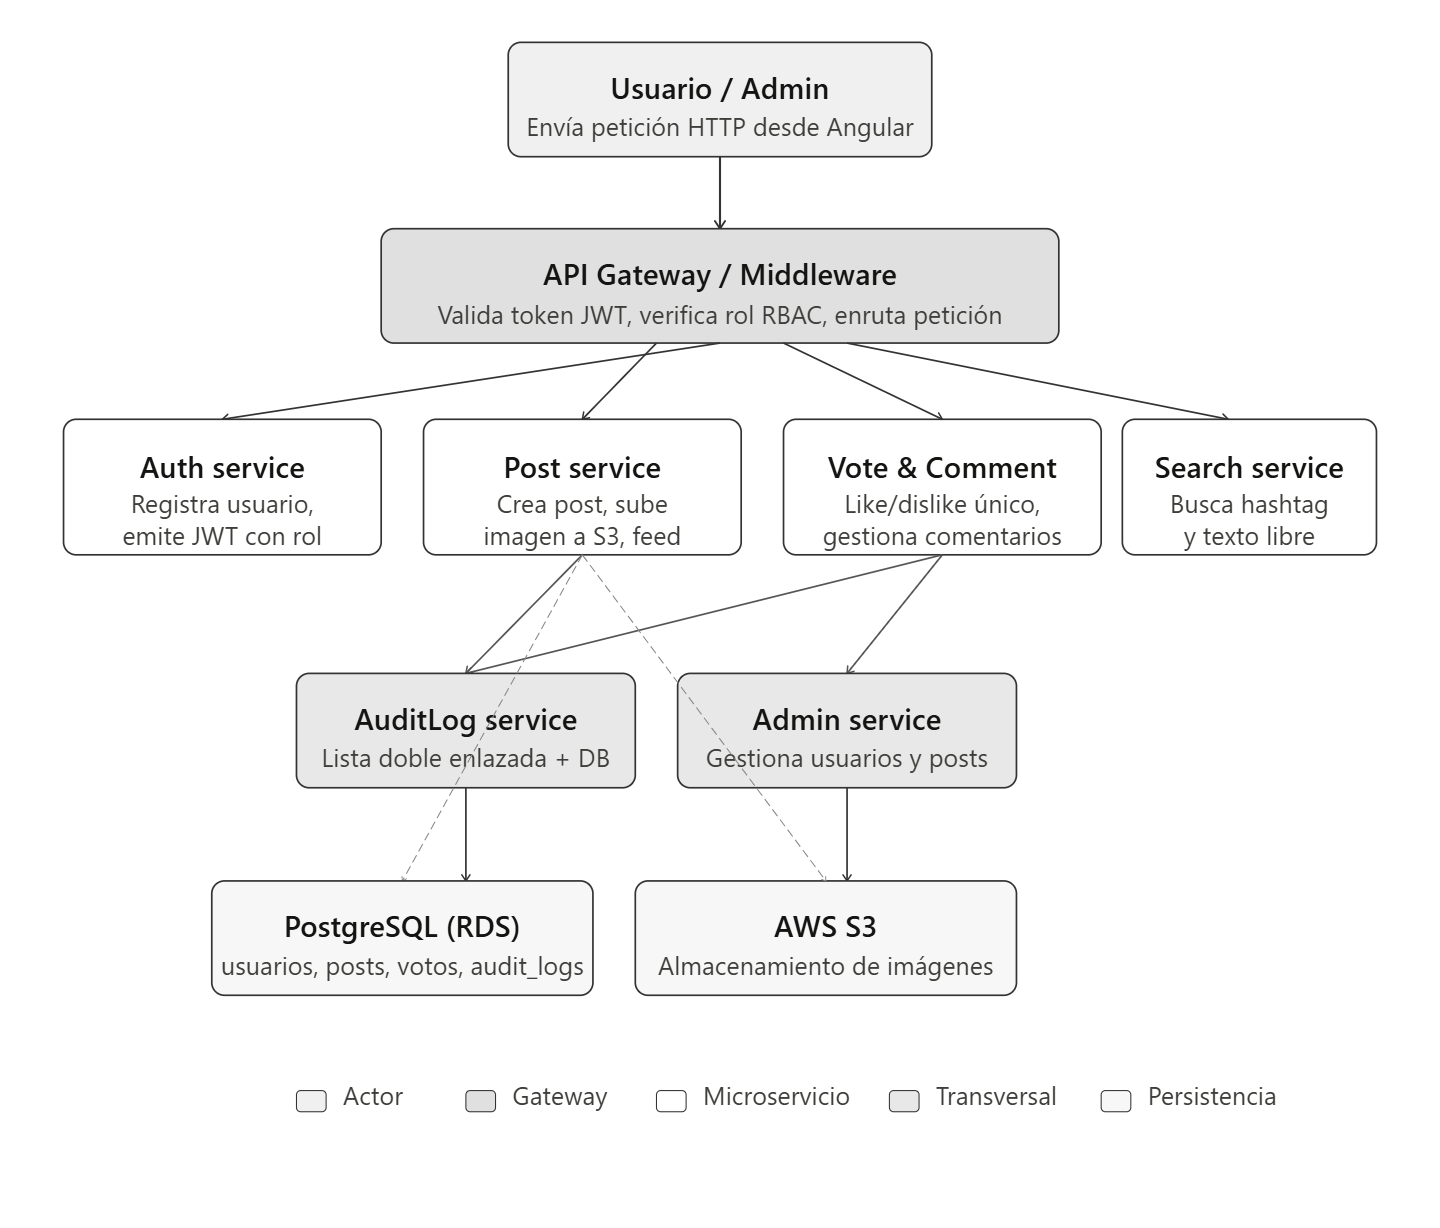 Usuario / Admin
Envía petición HTTP desde Angular
API Gateway / Middleware
Valida token JWT, verifica rol RBAC, enruta petición
Auth service
Registra usuario,
emite JWT con rol
Post service
Crea post, sube
imagen a S3, feed
Vote & Comment
Like/dislike único,
gestiona comentarios
Search service
Busca hashtag
y texto libre
AuditLog service
Lista doble enlazada + DB
Admin service
Gestiona usuarios y posts
PostgreSQL (RDS)
usuarios, posts, votos, audit_logs
AWS S3
Almacenamiento de imágenes
Actor
Gateway
Microservicio
Transversal
Persistencia